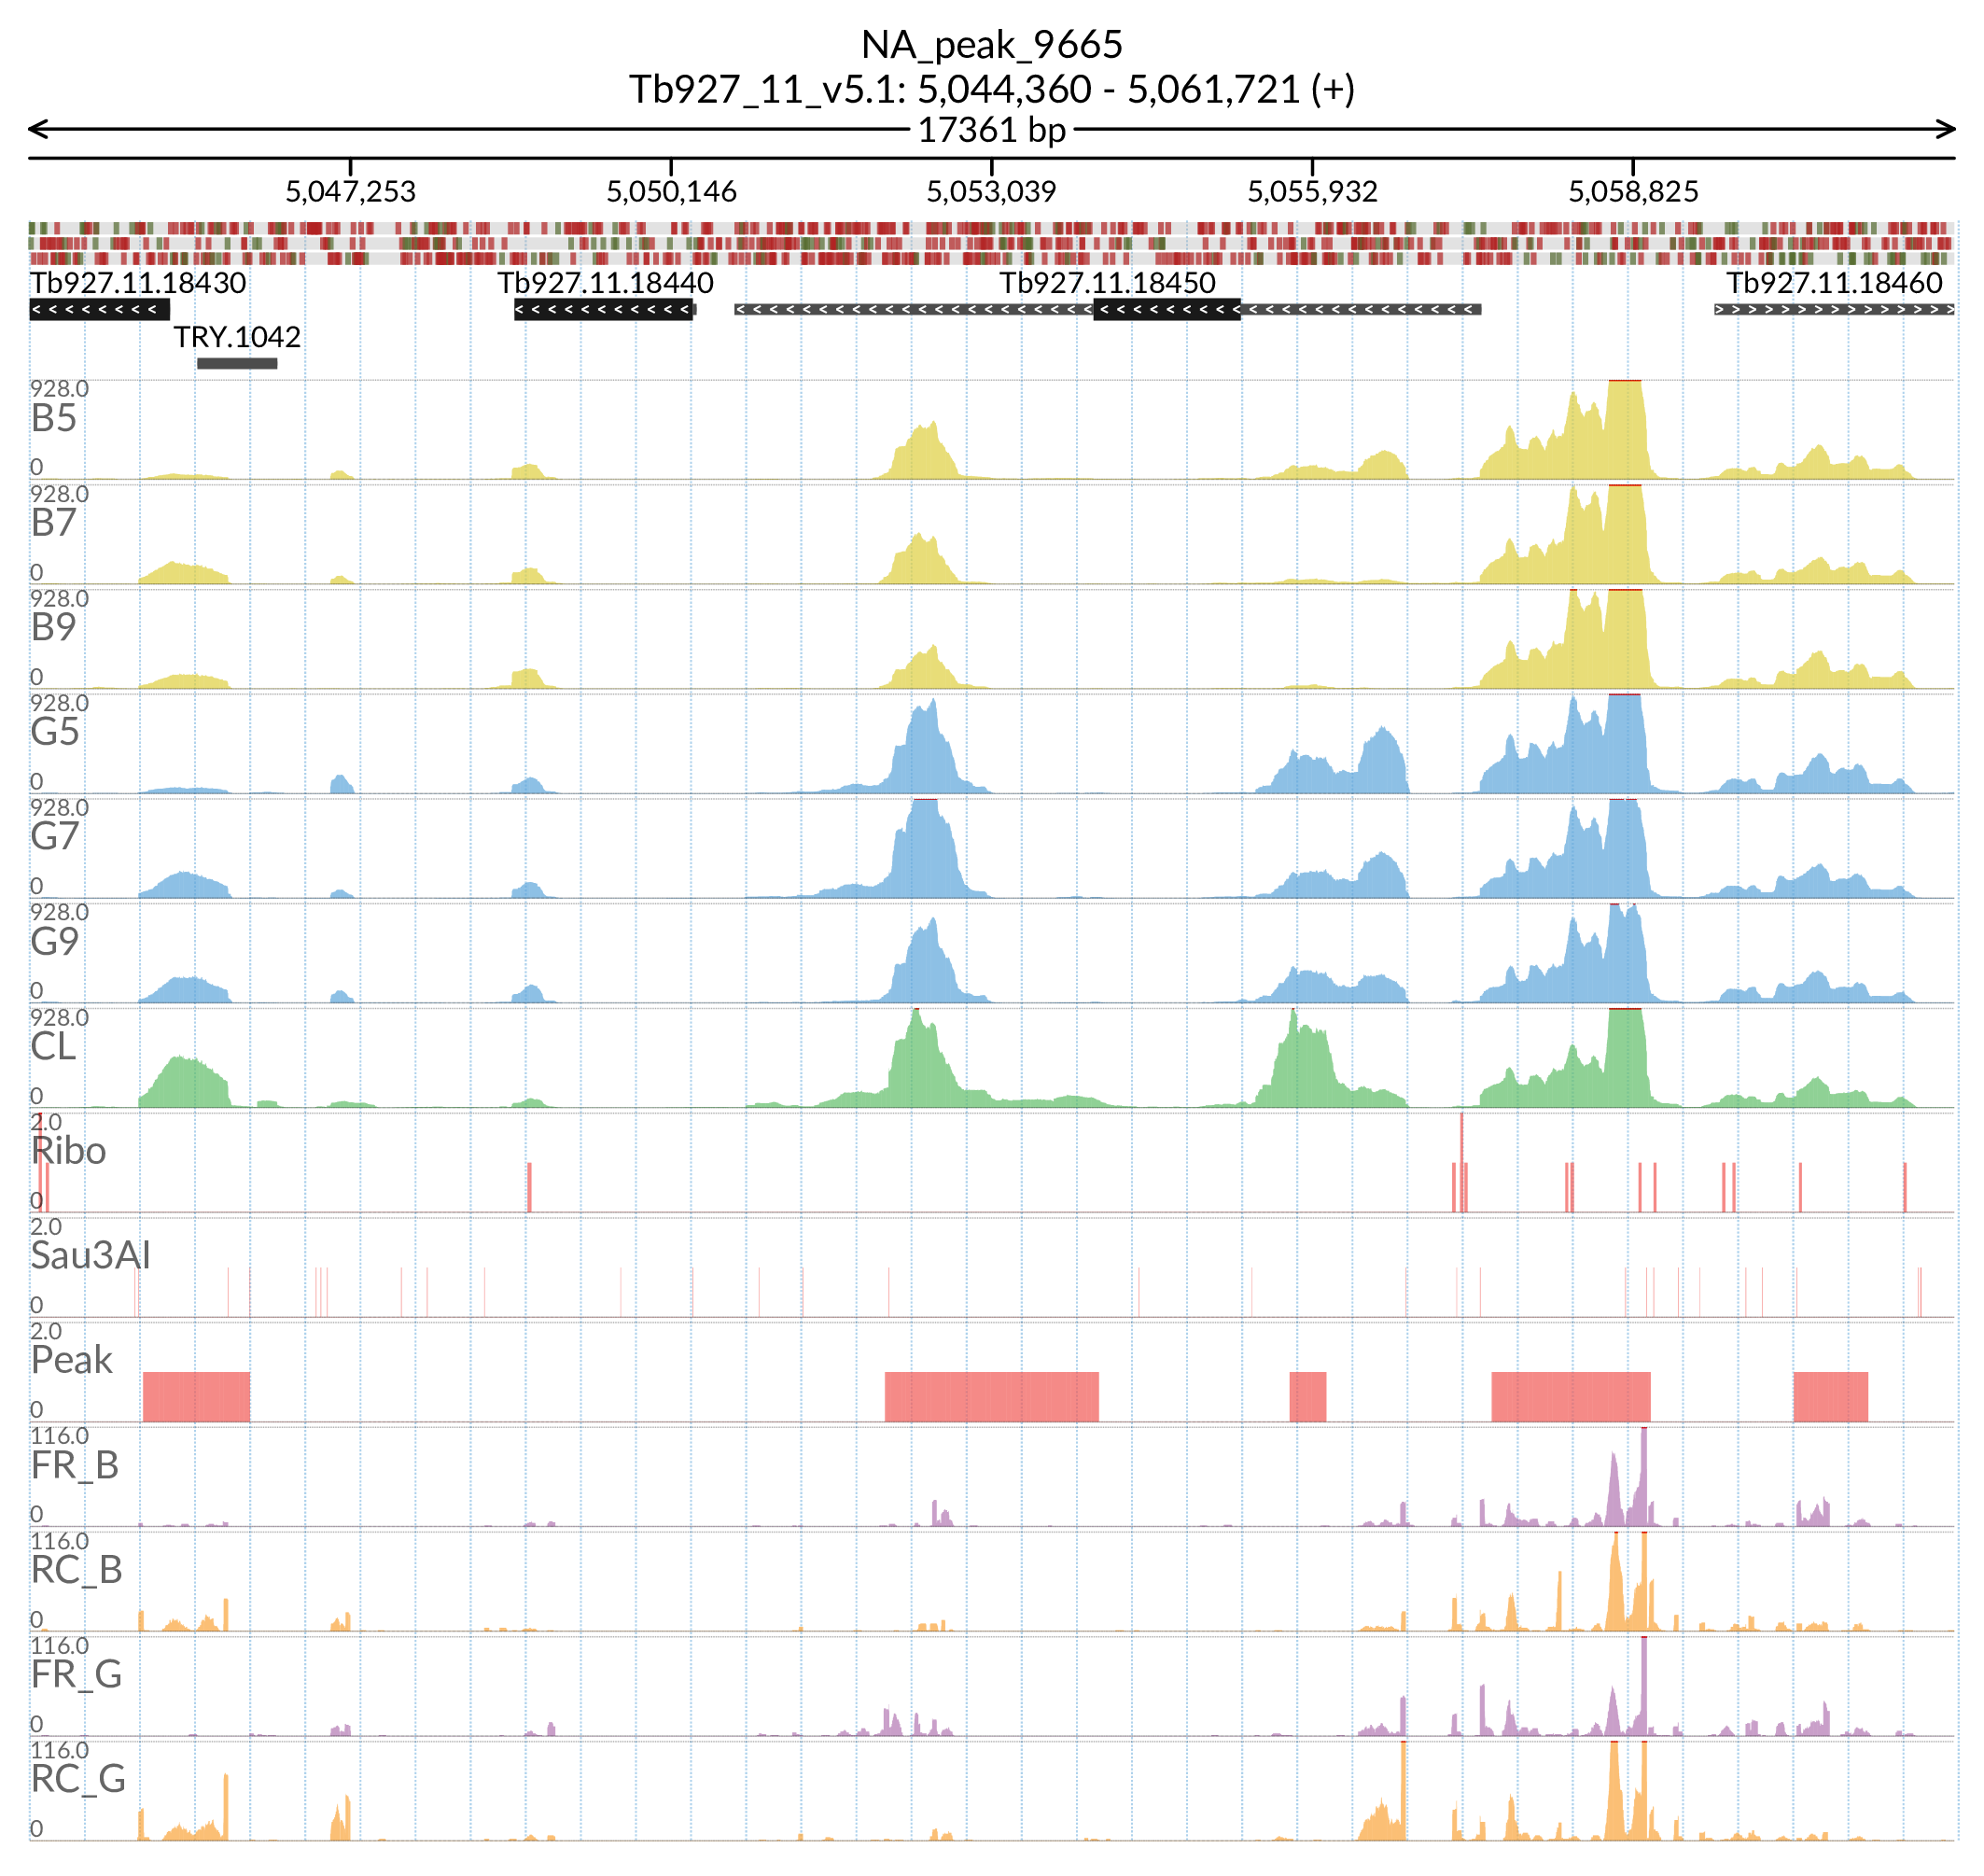 NA_peak_9665
Tb927_11_v5.1: 5,044,360 - 5,061,721 (+)
17361 bp
5,047,253 5,050,146 5,053,039 5,055,932 5,058,825
Tb927.11.18430 Tb927.11.18440 Tb927.11.18450 Tb927.11.18460
TRY.1042
928.0
B5
0
928.0
B7
0
928.0
B9
0
928.0
G5
0
928.0
G7
0
928.0
G9
0
928.0
CL
0
2.0
Ribo
0
2.0
Sau3AI
0
2.0
Peak
0
116.0
FR_B
0
116.0
RC_B
0
116.0
FR_G
0
116.0
RC_G
0